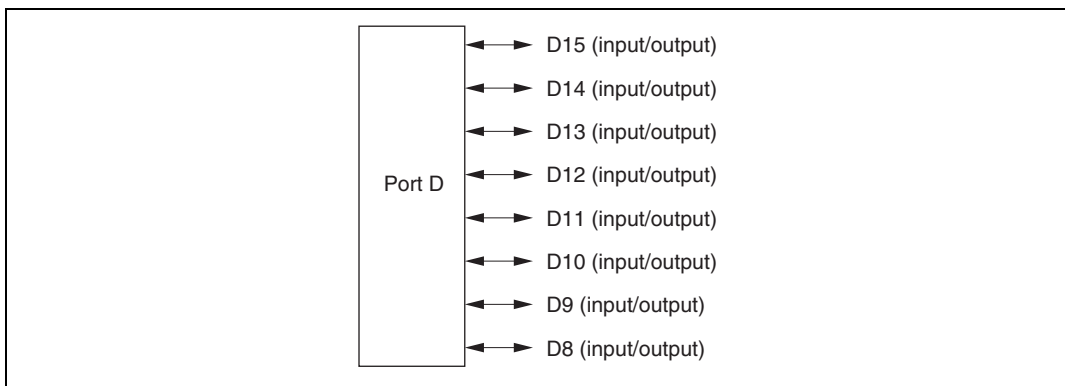 D15 (input/output)
D14 (input/output)
D13 (input/output)
Port D
D12 (input/output)
D11 (input/output)
D10 (input/output)
D9 (input/output)
D8 (input/output)